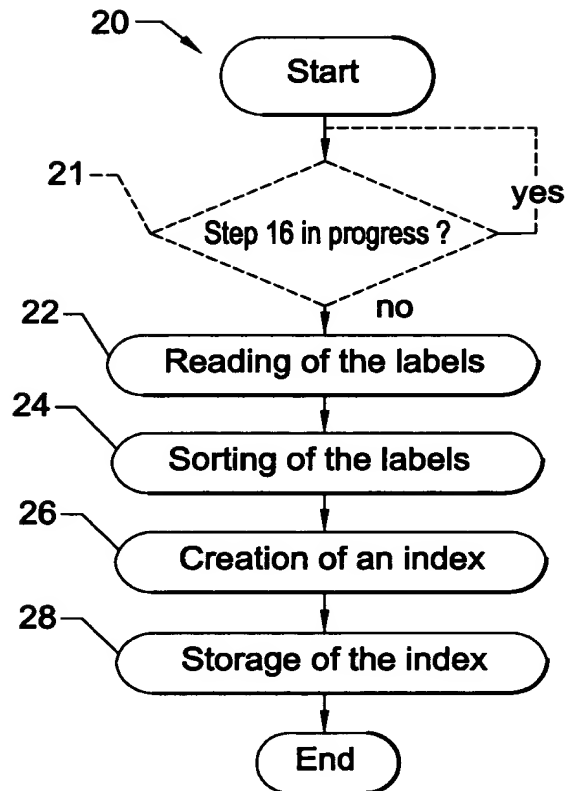 20
Start
21
yes
Step 16 in progress ?
no
22
Reading of the labels
24
Sorting of the labels
26
Creation of an index
28
Storage of the index
End